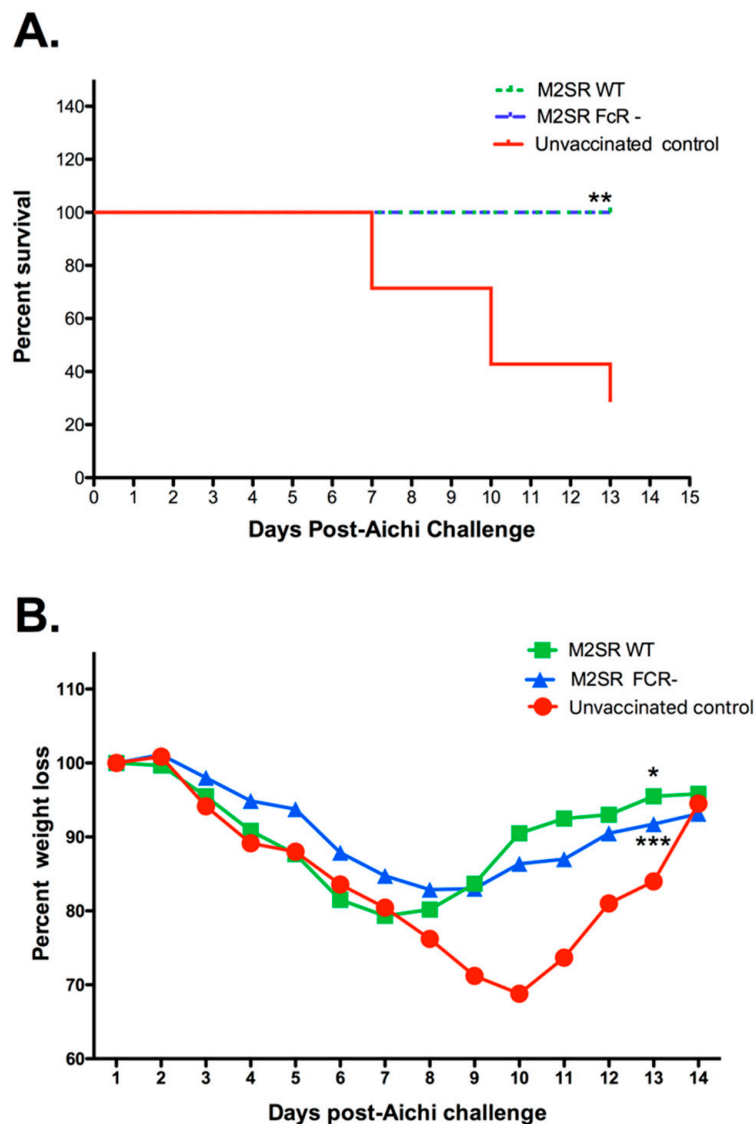 A.
M2SR WT
M2SR FcR -
Unvaccinated control
**
140
120
100
80
60
40
20
0
Percent survival
0 1 2 3 4 5 6 7 8 9 10 11 12 13 14 15
Days Post-Aichi Challenge
B.
M2SR WT
M2SR FCR-
Unvaccinated control
110
100
90
80
70
60
Percent weight loss
*
***
1 2 3 4 5 6 7 8 9 10 11 12 13 14
Days post-Aichi challenge